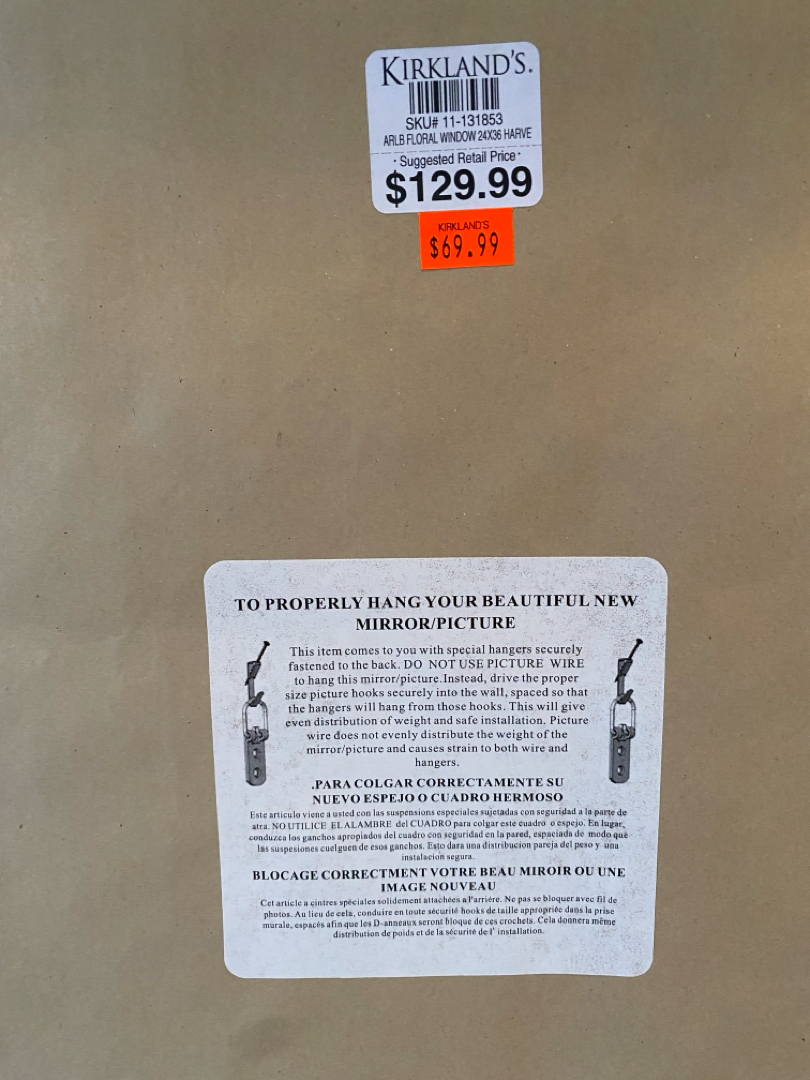 KIRKLAND'S.
SKU# 11-131853
ARLB FLORAL WINDOW 24X36 HARVE
· Suggested Retail Price ·
$129.99
KIRKLAND'S
$69.99
TO PROPERLY HANG YOUR BEAUTIFUL NEW
MIRROR/PICTURE
This item comes to you with special hangers securely
fastened to the back. DO NOT USE PICTURE WIRE
to hang this mirror/picture.Instead, drive the proper
size picture hooks securely into the wall, spaced so that
the hangers will hang from those hooks. This will give
even distribution of weight and safe installation. Picture
wire does not evenly distribute the weight of the
mirror/picture and causes strain to both wire and
hangers.
.PARA COLGAR CORRECTAMENTE SU
NUEVO ESPEJO O CUADRO HERMOSO
Este articulo viene a usted con las suspensions especiales sujetadas con seguridad a la parte de
atra. NO UTILICE EL ALAMBRE del CUADRO para colgar este cuadro o espejo. En lugar,
conduzca los ganchos apropiados del cuadro con seguridad en la pared, espaciada de modo que
las suspesiones cuelguen de esos ganchos. Esto dara una distribucion pareja del peso y una
instalacion segura.
BLOCAGE CORRECTMENT VOTRE BEAU MIROIR OU UNE
IMAGE NOUVEAU
Cet article a cintres spéciales solidement attachées a l'arriére. Ne pas se bloquer avec fil de
photos. Au lieu de cela, conduire en toute sécurité hooks de taille appropriée dans la prise
murale, espacés afin que les D-anneaux seront bloque de ces crochets. Cela donnera même
distribution de poids et de la sécurité de l' installation.